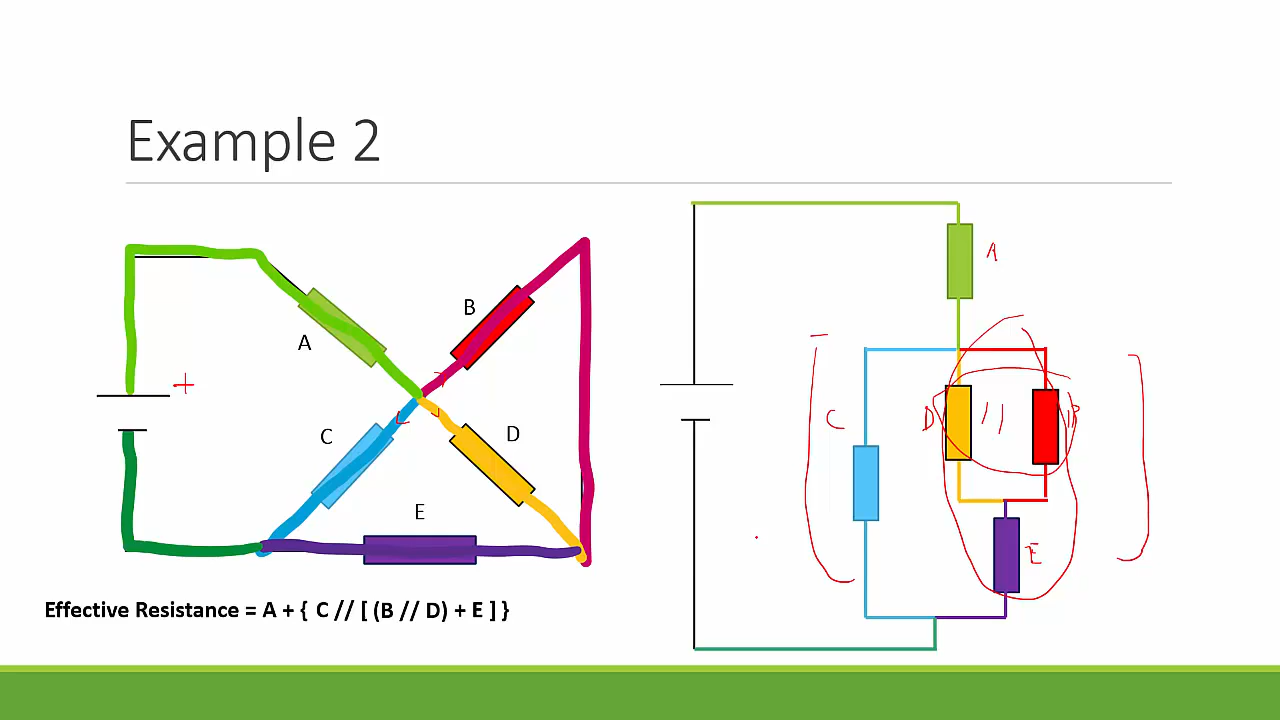 Example 2
+
A
B
C
D
E
Effective Resistance = A + { C // [ (B // D) + E ] }
A
C
D
//
B
E